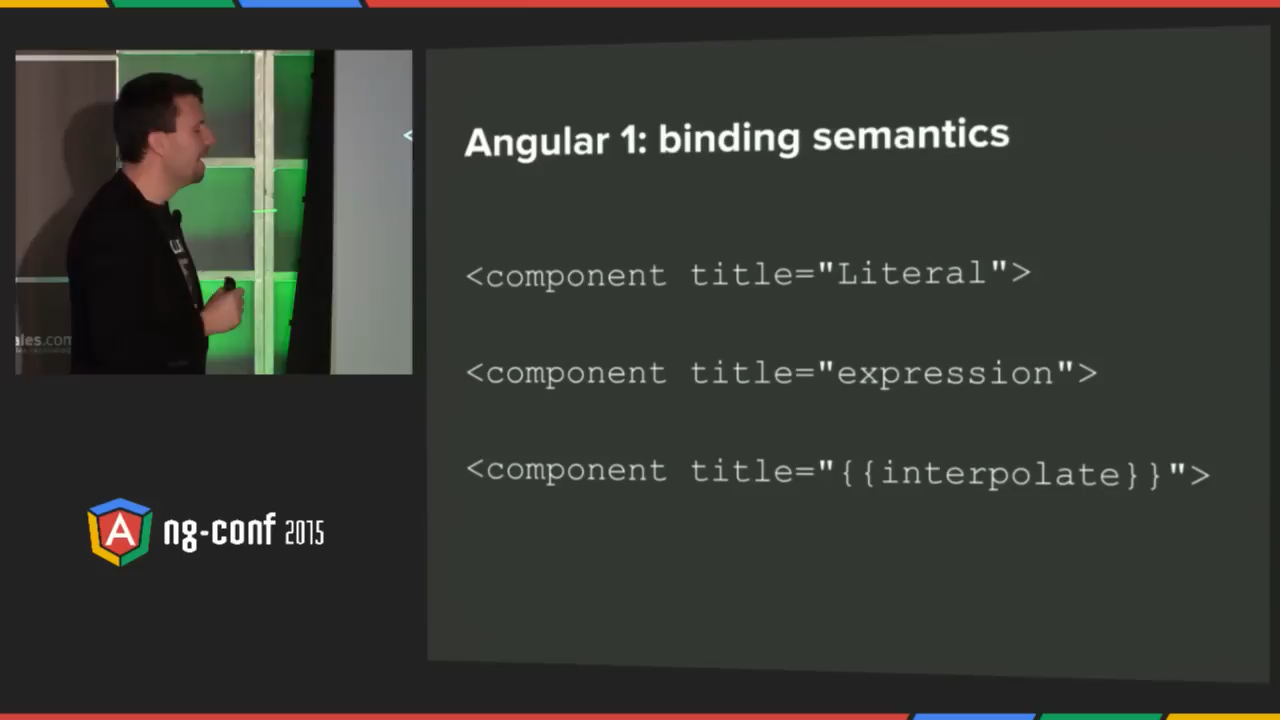 Angular 1: binding semantics
<component title="Literal">
<component title="expression">
<component title="{{interpolate}}">
ng-conf 2015